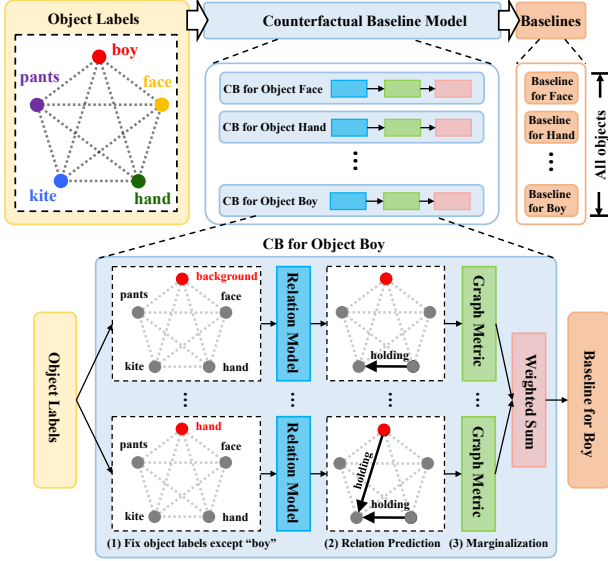 Object Labels
Counterfactual Baseline Model
Baselines
boy
pants
face
kite
hand
CB for Object Face
CB for Object Hand
CB for Object Boy
Baseline
for Face
Baseline
for Hand
Baseline
for Boy
All objects
CB for Object Boy
Object Labels
background
pants
face
kite
hand
Relation Model
holding
Graph Metric
hand
pants
face
kite
hand
Relation Model
holding
holding
Graph Metric
Weighted Sum
Baseline for Boy
(1) Fix object labels except “boy”
(2) Relation Prediction
(3) Marginalization